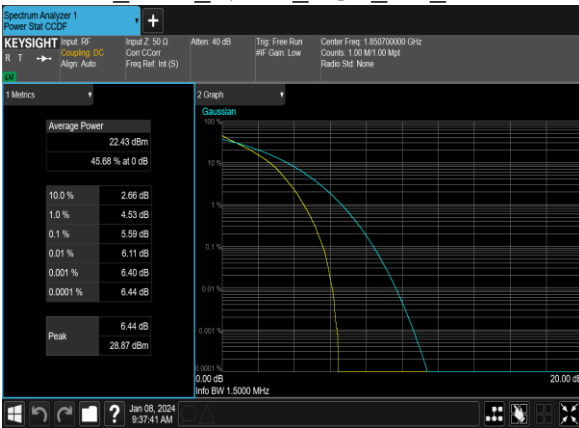 Spectrum Analyzer 1
Power Stat CCDF
+
KEYSIGHT
R T
LV
Input: RF
Coupling: DC
Align: Auto
Input Z: 50 Ω
Corr CCorr
Freq Ref: Int (S)
Atten: 40 dB
Trig: Free Run
#IF Gain: Low
Center Freq: 1.850700000 GHz
Counts: 1.00 M/1.00 Mpt
Radio Std: None
1 Metrics
Average Power
22.43 dBm
45.68 % at 0 dB
10.0 % 2.66 dB
1.0 % 4.53 dB
0.1 % 5.59 dB
0.01 % 6.11 dB
0.001 % 6.40 dB
0.0001 % 6.44 dB
Peak
6.44 dB
28.87 dBm
2 Graph
Gaussian
100 %
10 %
1 %
0.1 %
0.01 %
0.001 %
0.0001 %
0.00 dB 20.00 dB
Info BW 1.5000 MHz
?
Jan 08, 2024
9:37:41 AM